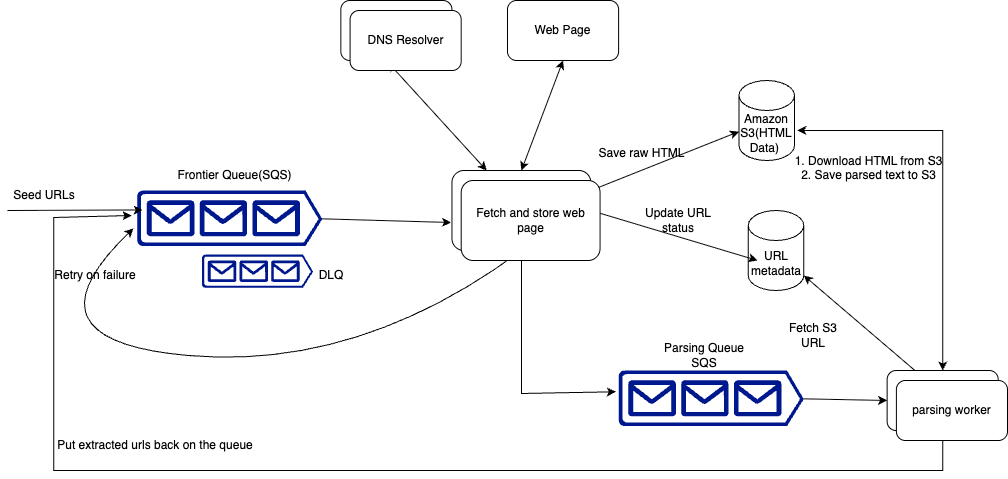 DNS Resolver
Web Page
Amazon
S3(HTML
Data)
Save raw HTML
1. Download HTML from S3
2. Save parsed text to S3
Frontier Queue(SQS)
Seed URLs
Fetch and store web
page
Update URL
status
URL
metadata
Retry on failure
DLQ
Fetch S3
URL
Parsing Queue
SQS
parsing worker
Put extracted urls back on the queue